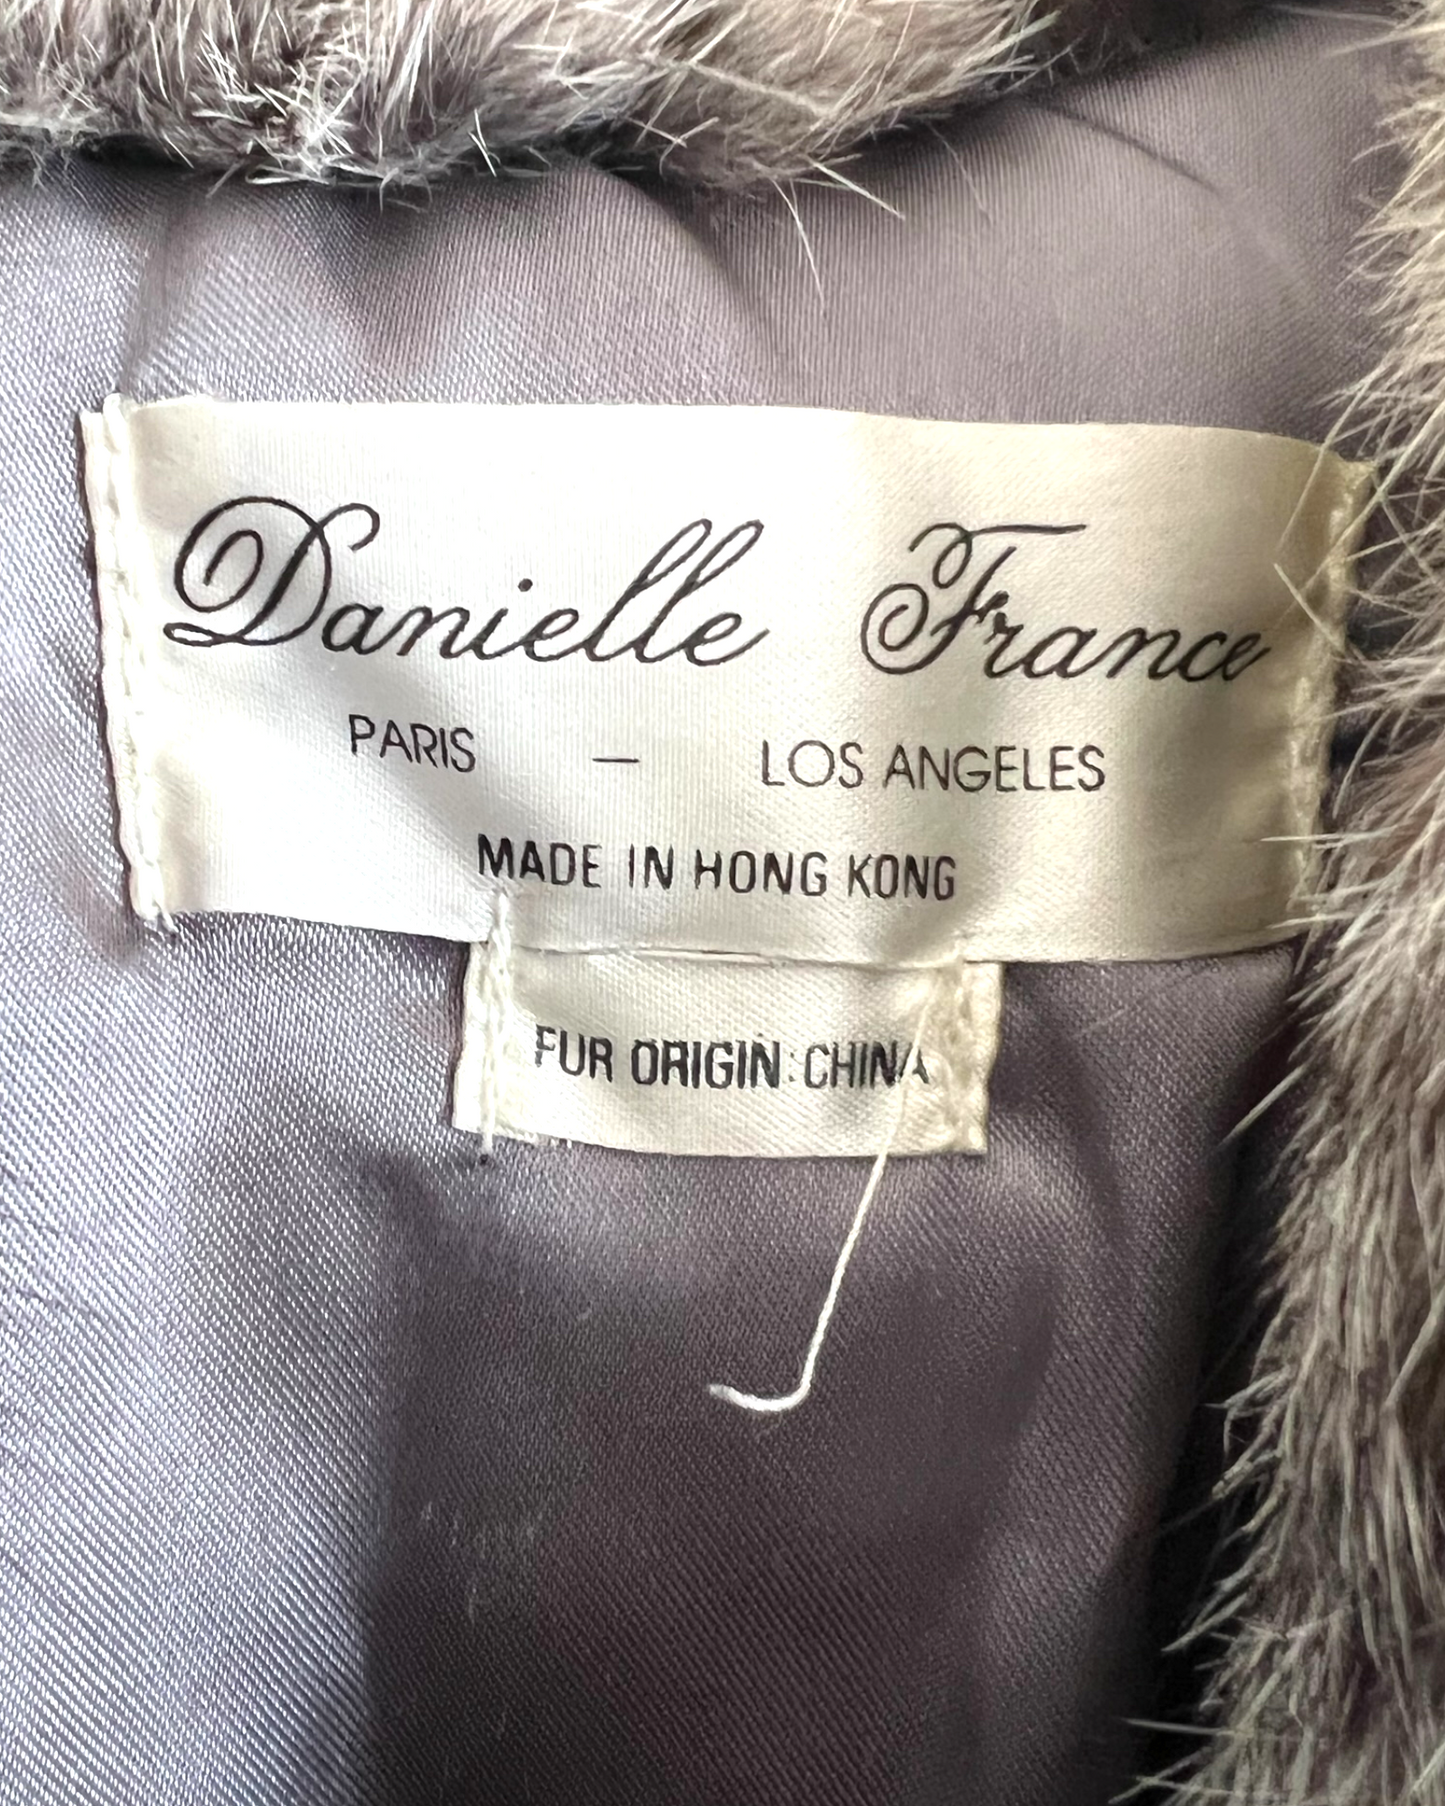 Danielle France
PARIS — LOS ANGELES
MADE IN HONG KONG
FUR ORIGIN: CHINA